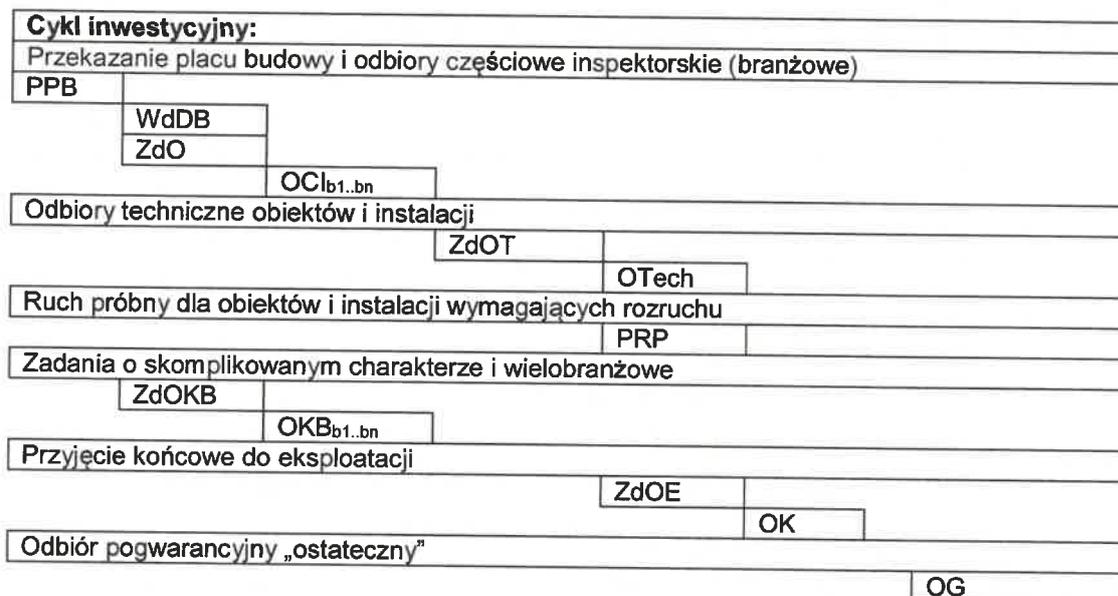 Cykl inwestycyjny:
Przekazanie placu budowy i odbiory częściowe inspektorskie (branżowe)
PPB
WdDB
ZdO
OCIb1..bn
Odbiory techniczne obiektów i instalacji
ZdOT
OTech
Ruch próbny dla obiektów i instalacji wymagających rozruchu
PRP
Zadania o skomplikowanym charakterze i wielobranżowe
ZdOKB
OKBb1..bn
Przyjęcie końcowe do eksploatacji
ZdOE
OK
Odbiór pogwarancyjny „ostateczny”
OG